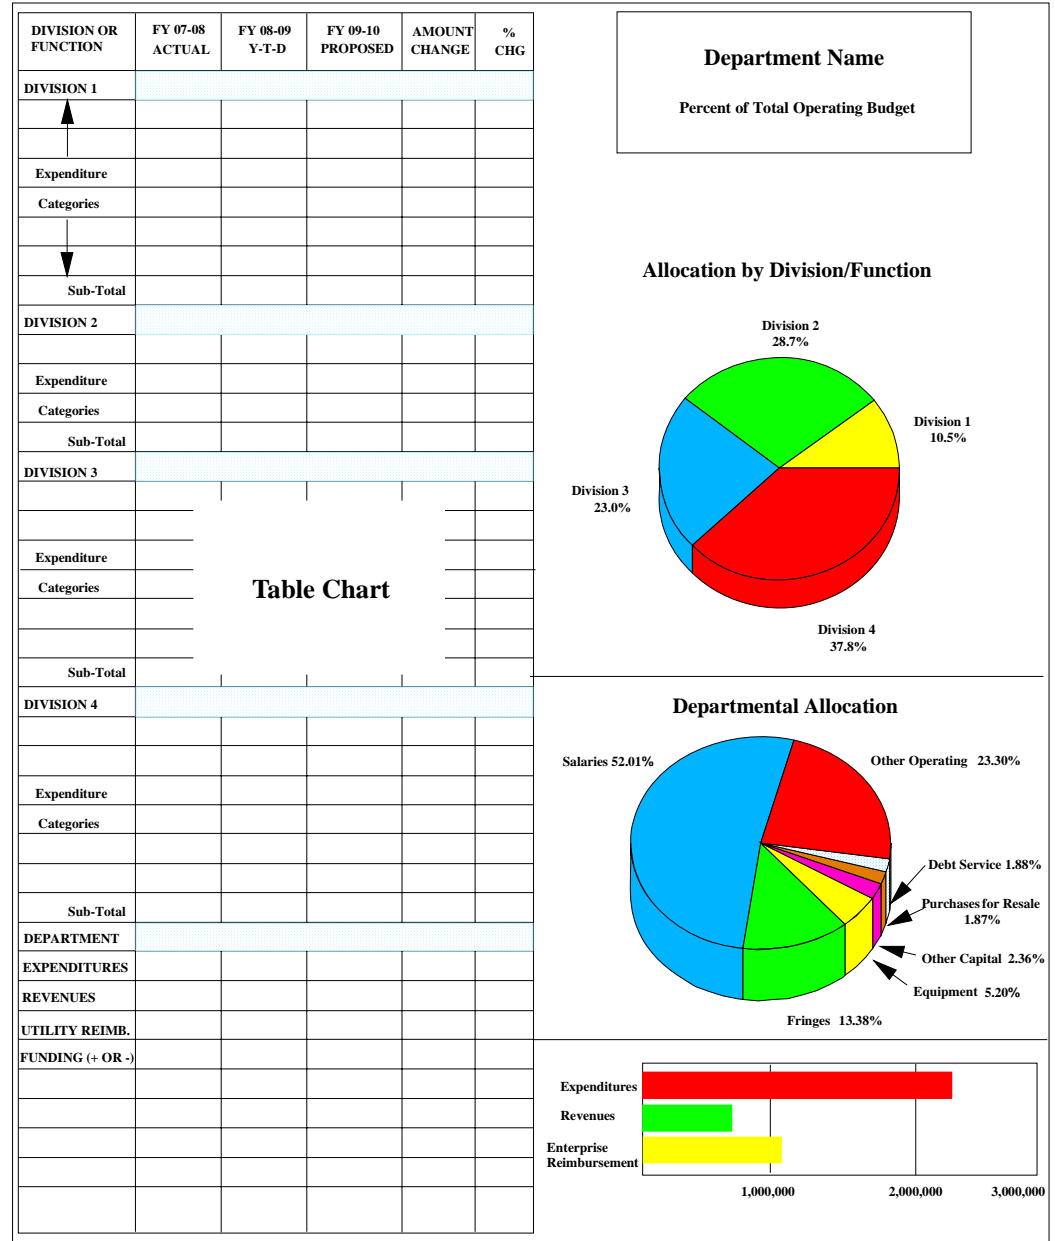 DIVISION OR FUNCTION
FY 07-08 ACTUAL
FY 08-09 Y-T-D
FY 09-10 PROPOSED
AMOUNT CHANGE
% CHG
DIVISION 1
Expenditure
Categories
Sub-Total
DIVISION 2
Expenditure
Categories
Sub-Total
DIVISION 3
Expenditure
Categories
Table Chart
Sub-Total
DIVISION 4
Expenditure
Categories
Sub-Total
DEPARTMENT
EXPENDITURES
REVENUES
UTILITY REIMB.
FUNDING (+ OR -)
Department Name
Percent of Total Operating Budget
Allocation by Division/Function
Division 2
28.7%
Division 1
10.5%
Division 3
23.0%
Division 4
37.8%
Departmental Allocation
Salaries 52.01%
Other Operating 23.30%
Debt Service 1.88%
Purchases for Resale
1.87%
Other Capital 2.36%
Equipment 5.20%
Fringes 13.38%
Expenditures
Revenues
Enterprise
Reimbursement
1,000,000 2,000,000 3,000,000